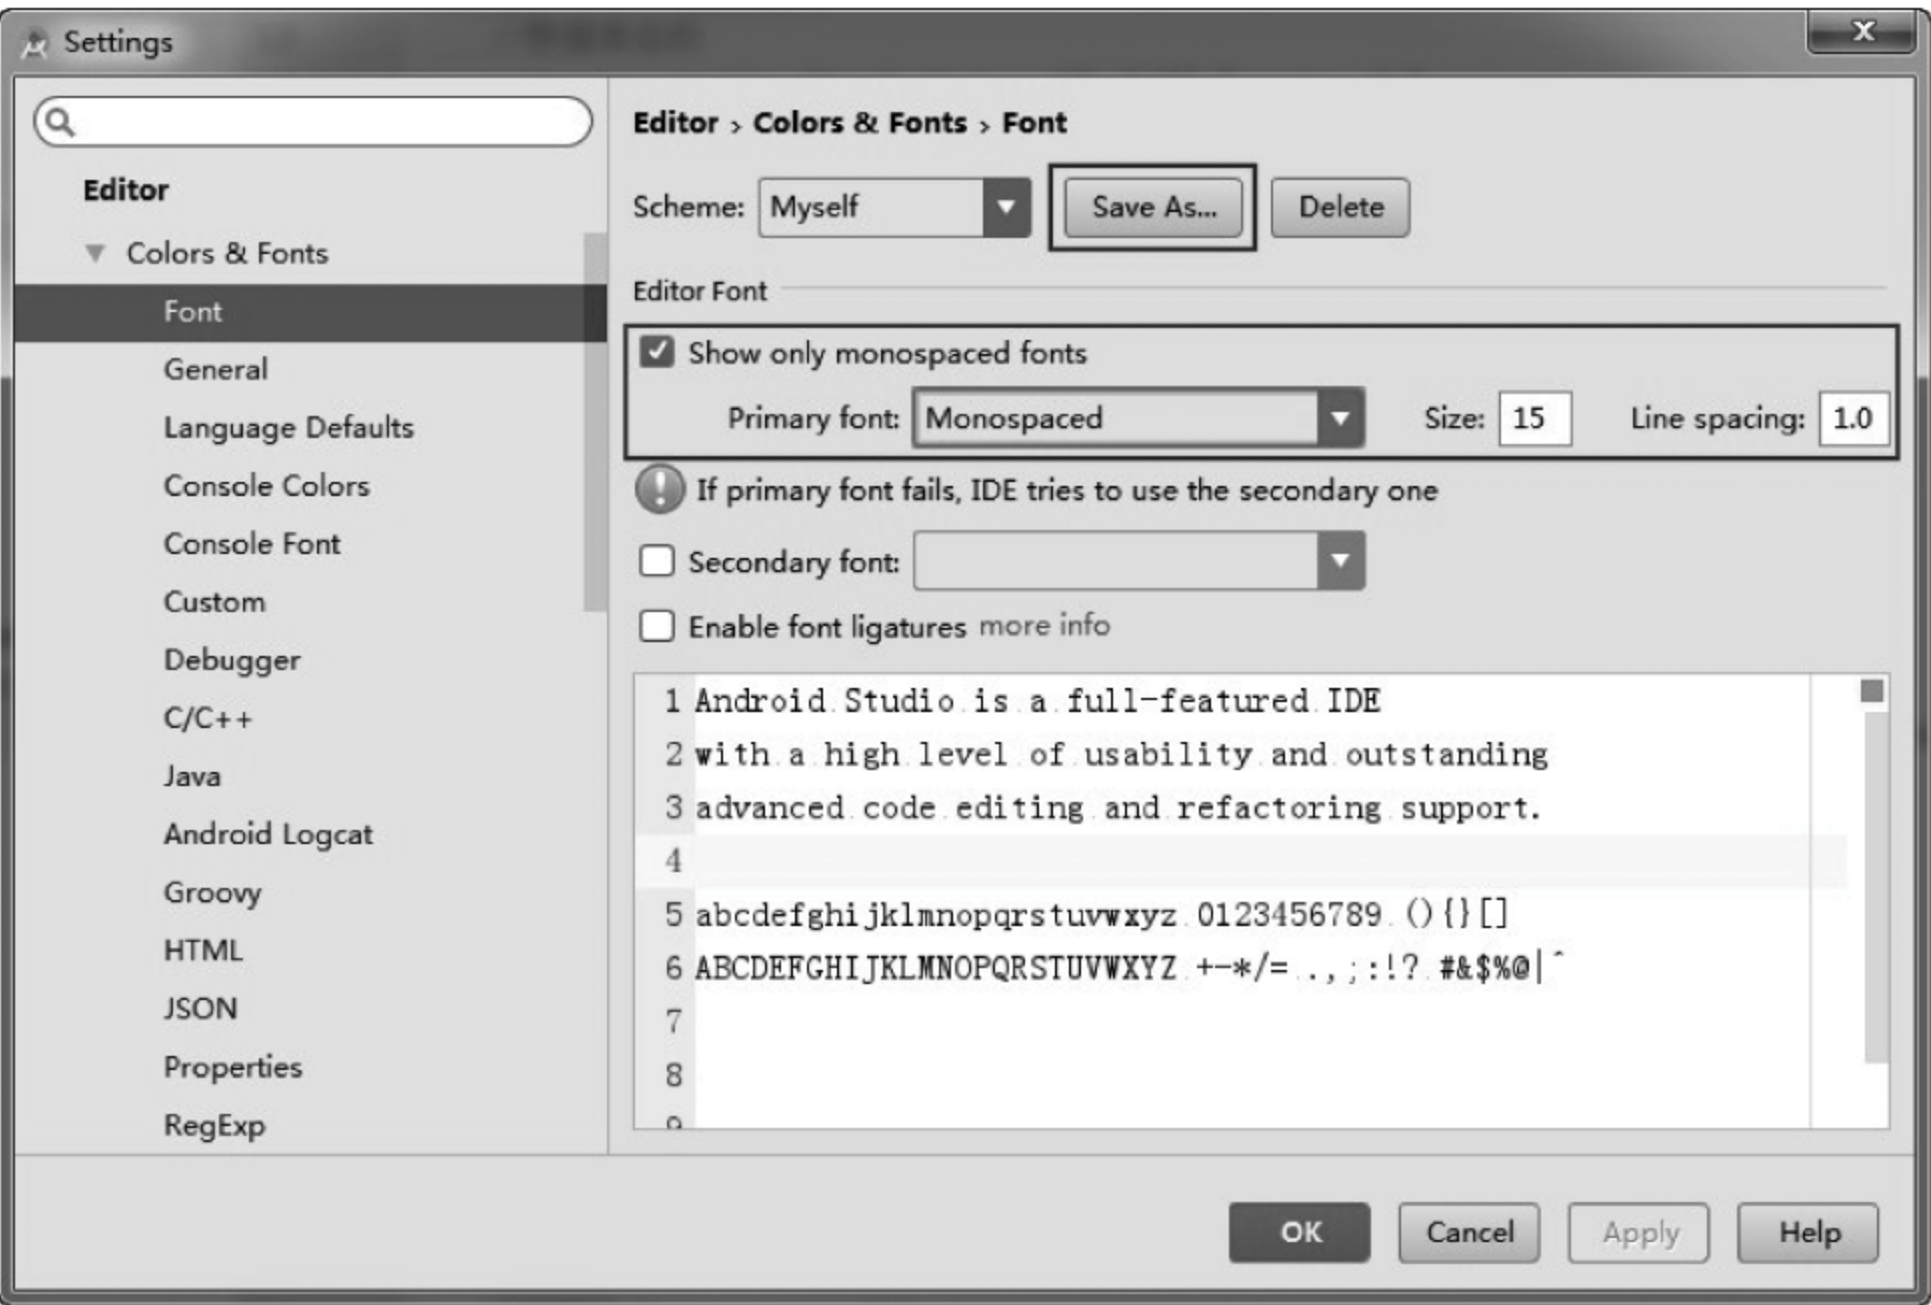 Settings
Editor
Colors & Fonts
Font
General
Language Defaults
Console Colors
Console Font
Custom
Debugger
C/C++
Java
Android Logcat
Groovy
HTML
JSON
Properties
RegExp
Editor › Colors & Fonts › Font
Scheme: Myself Save As... Delete
Editor Font
Show only monospaced fonts
Primary font: Monospaced Size: 15 Line spacing: 1.0
If primary font fails, IDE tries to use the secondary one
Secondary font:
Enable font ligatures more info
1 Android Studio is a full-featured IDE
2 with a high level of usability and outstanding
3 advanced code editing and refactoring support.
4
5 abcdefghijklmnopqrstuvwxyz 0123456789 (){}[]
6 ABCDEFGHIJKLMNOPQRSTUVWXYZ +-*/= .,;:!? #&$%@|^
7
8
9
OK Cancel Apply Help